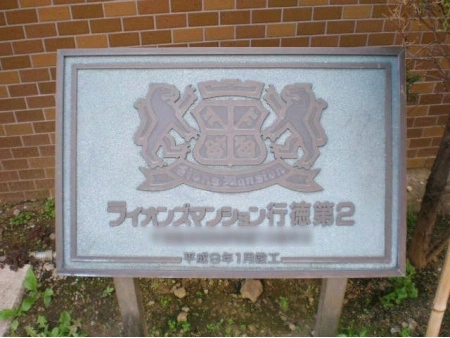 Lions Mansion
ライオンズマンション行徳第2
平成9年1月竣工